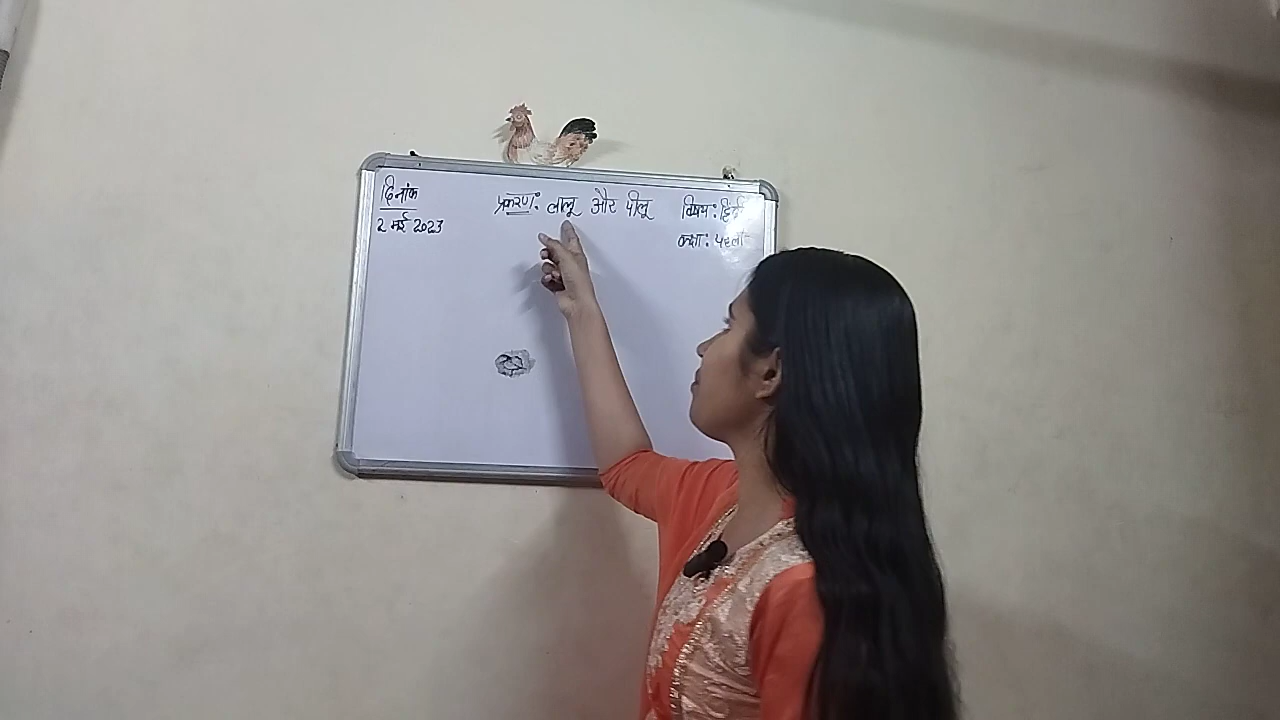 दिनांक प्रकरण: लालू और पीलू विषय: हिंदी
2 मई 2023 कक्षा: पहली